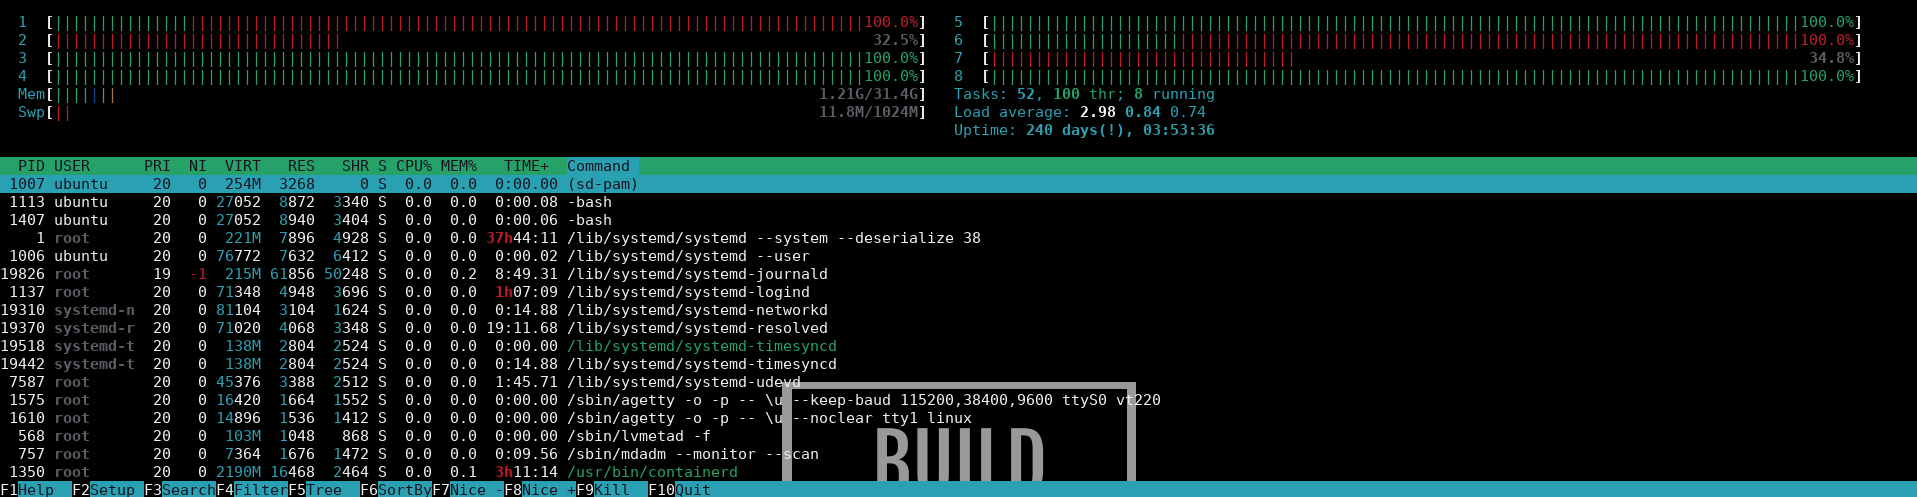 1 [100.0%] 5 [100.0%]
2 [32.5%] 6 [100.0%]
3 [100.0%] 7 [34.8%]
4 [100.0%] 8 [100.0%]
Mem[1.21G/31.4G] Tasks: 52, 100 thr; 8 running
Swp[11.8M/1024M] Load average: 2.98 0.84 0.74
Uptime: 240 days(!), 03:53:36
PID USER PRI NI VIRT RES SHR S CPU% MEM% TIME+ Command
1007 ubuntu 20 0 254M 3268 0 S 0.0 0.0 0:00.00 (sd-pam)
1113 ubuntu 20 0 27052 8872 3340 S 0.0 0.0 0:00.08 -bash
1407 ubuntu 20 0 27052 8940 3404 S 0.0 0.0 0:00.06 -bash
1 root 20 0 221M 7896 4928 S 0.0 0.0 37h44:11 /lib/systemd/systemd --system --deserialize 38
1006 ubuntu 20 0 76772 7632 6412 S 0.0 0.0 0:00.02 /lib/systemd/systemd --user
19826 root 19 -1 215M 61856 50248 S 0.0 0.2 8:49.31 /lib/systemd/systemd-journald
1137 root 20 0 71348 4948 3696 S 0.0 0.0 1h07:09 /lib/systemd/systemd-logind
19310 systemd-n 20 0 81104 3104 1624 S 0.0 0.0 0:14.88 /lib/systemd/systemd-networkd
19370 systemd-r 20 0 71020 4068 3348 S 0.0 0.0 19:11.68 /lib/systemd/systemd-resolved
19518 systemd-t 20 0 138M 2804 2524 S 0.0 0.0 0:00.00 /lib/systemd/systemd-timesyncd
19442 systemd-t 20 0 138M 2804 2524 S 0.0 0.0 0:14.88 /lib/systemd/systemd-timesyncd
7587 root 20 0 45376 3388 2512 S 0.0 0.0 1:45.71 /lib/systemd/systemd-udevd
1575 root 20 0 16420 1664 1552 S 0.0 0.0 0:00.00 /sbin/agetty -o -p -- \u --keep-baud 115200,38400,9600 ttyS0 vt220
1610 root 20 0 14896 1536 1412 S 0.0 0.0 0:00.00 /sbin/agetty -o -p -- \u --noclear tty1 linux
568 root 20 0 103M 1048 868 S 0.0 0.0 0:00.00 /sbin/lvmetad -f
757 root 20 0 7364 1676 1472 S 0.0 0.0 0:09.56 /sbin/mdadm --monitor --scan
1350 root 20 0 2190M 16468 2464 S 0.0 0.1 3h11:14 /usr/bin/containerd
BUILD
F1Help F2Setup F3SearchF4FilterF5Tree F6SortByF7Nice -F8Nice +F9Kill F10Quit